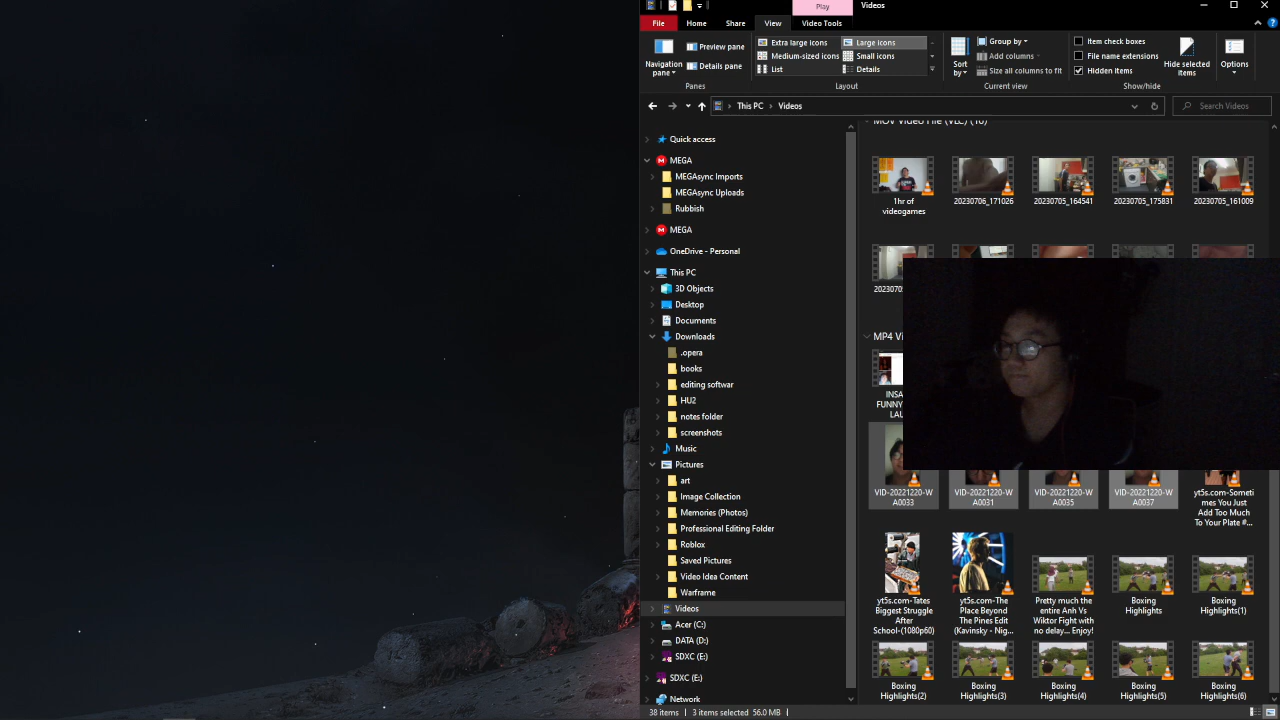 Play
Videos
File
Home
Share
View
Video Tools
Navigation pane
Preview pane
Details pane
Panes
Extra large icons
Large icons
Medium-sized icons
Small icons
List
Details
Layout
Sort by
Group by
Add columns
Size all columns to fit
Current view
Item check boxes
File name extensions
Hidden items
Hide selected items
Options
Show/hide
This PC
Videos
Search Videos
Quick access
MEGA
MEGAsync Imports
MEGAsync Uploads
Rubbish
MEGA
OneDrive - Personal
This PC
3D Objects
Desktop
Documents
Downloads
.opera
books
editing softwar
HU2
notes folder
screenshots
Music
Pictures
art
Image Collection
Memories (Photos)
Professional Editing Folder
Roblox
Saved Pictures
Video Idea Content
Warframe
Videos
Acer (C:)
DATA (D:)
SDXC (E:)
SDXC (E:)
Network
MOV Video File (VLC) (10)
1hr of
videogames
20230706_171026
20230705_164541
20230705_175831
20230705_161009
MP4 Vi
INSA
FUNNY
LAU
VID-20221220-W
A0033
VID-20221220-W
A0031
VID-20221220-W
A0035
VID-20221220-W
A0037
yt5s.com-Someti
mes You Just
Add Too Much
To Your Plate #...
yt5s.com-Tates
Biggest Struggle
After
School-(1080p60)
yt5s.com-The
Place Beyond
The Pines Edit
(Kavinsky - Nig...
Pretty much the
entire Anh Vs
Wiktor Fight with
no delay... Enjoy!
Boxing
Highlights
Boxing
Highlights(1)
Boxing
Highlights(2)
Boxing
Highlights(3)
Boxing
Highlights(4)
Boxing
Highlights(5)
Boxing
Highlights(6)
38 items
3 items selected 56.0 MB